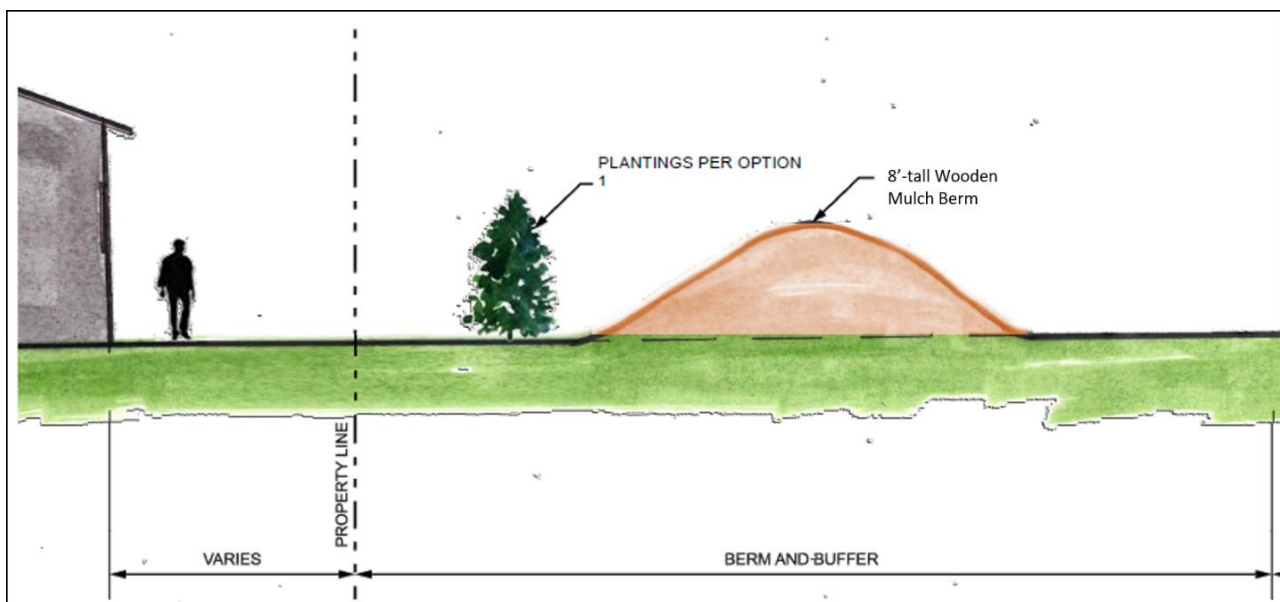 PLANTINGS PER OPTION
1
8’-tall Wooden
Mulch Berm
PROPERTY LINE
VARIES
BERM AND BUFFER